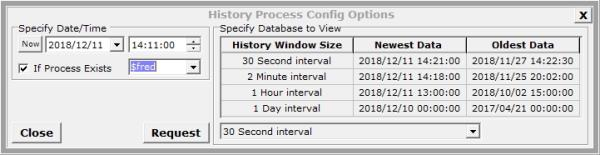 History Process Config Options
X
Specify Date/Time
Now 2018/12/11 14:11:00
If Process Exists $fred
Close Request
Specify Database to View
History Window Size Newest Data Oldest Data
30 Second interval 2018/12/11 14:21:00 2018/11/27 14:22:30
2 Minute interval 2018/12/11 14:18:00 2018/11/25 20:02:00
1 Hour interval 2018/12/11 13:00:00 2018/10/02 15:00:00
1 Day interval 2018/12/10 00:00:00 2017/04/21 00:00:00
30 Second interval